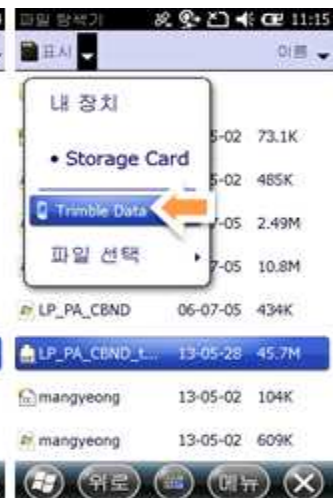 파일 탐색기 11:15
표시 이름
내 장치
• Storage Card
5-02 73.1K
5-02 485K
Trimble Data
7-05 2.49M
파일 선택
7-05 10.8M
LP_PA_CBND 06-07-05 434K
LP_PA_CBND_t... 13-05-28 45.7M
mangyeong 13-05-02 104K
mangyeong 13-05-02 609K
위로 메뉴